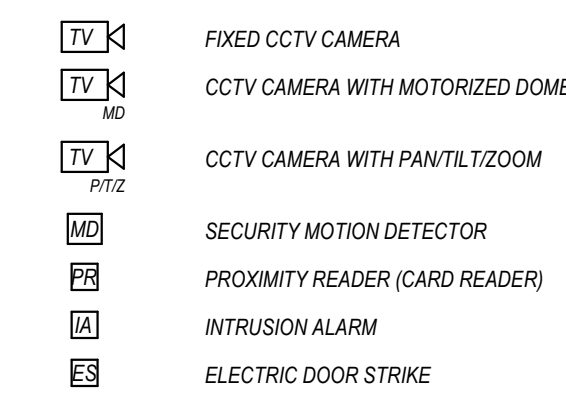 TV FIXED CCTV CAMERA
TV CCTV CAMERA WITH MOTORIZED DOME
MD
TV CCTV CAMERA WITH PAN/TILT/ZOOM
P/T/Z
MD SECURITY MOTION DETECTOR
PR PROXIMITY READER (CARD READER)
IA INTRUSION ALARM
ES ELECTRIC DOOR STRIKE